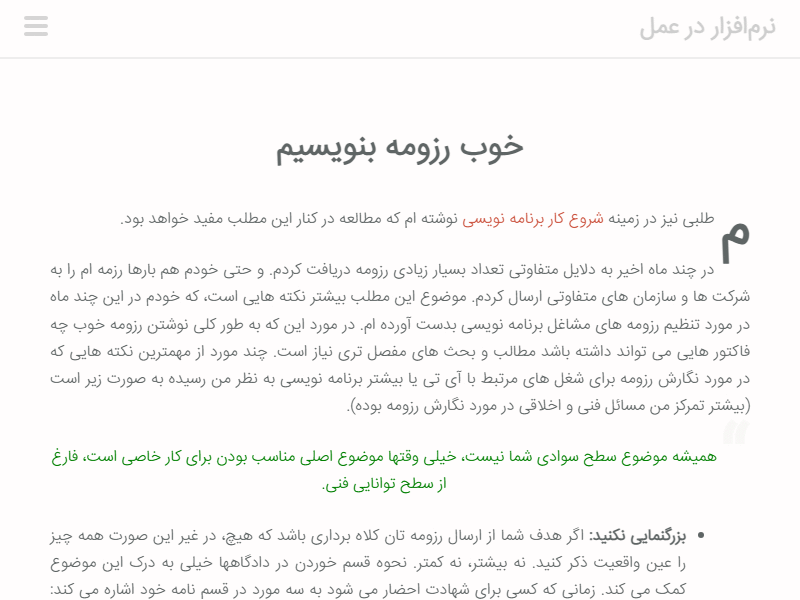 نرم‌افزار در عمل
خوب رزومه بنویسیم
مطلبی نیز در زمینه شروع کار برنامه نویسی نوشته ام که مطالعه در کنار این مطلب مفید خواهد بود.
در چند ماه اخیر به دلایل متفاوتی تعداد بسیار زیادی رزومه دریافت کردم. و حتی خودم هم بارها رزمه ام را به
شرکت ها و سازمان های متفاوتی ارسال کردم. موضوع این مطلب بیشتر نکته هایی است، که خودم در این چند ماه
در مورد تنظیم رزومه های مشاغل برنامه نویسی بدست آورده ام. در مورد این که به طور کلی نوشتن رزومه خوب چه
فاکتور هایی می تواند داشته باشد مطالب و بحث های مفصل تری نیاز است. چند مورد از مهمترین نکته هایی که
در مورد نگارش رزومه برای شغل های مرتبط با آی تی یا بیشتر برنامه نویسی به نظر من رسیده به صورت زیر است
(بیشتر تمرکز من مسائل فنی و اخلاقی در مورد نگارش رزومه بوده).
همیشه موضوع سطح سوادی شما نیست، خیلی وقتها موضوع اصلی مناسب بودن برای کار خاصی است، فارغ
از سطح توانایی فنی.
بزرگنمایی نکنید: اگر هدف شما از ارسال رزومه تان کلاه برداری باشد که هیچ، در غیر این صورت همه چیز
را عین واقعیت ذکر کنید. نه بیشتر، نه کمتر. نحوه قسم خوردن در دادگاهها خیلی به درک این موضوع
کمک می کند. زمانی که کسی برای شهادت احضار می شود به سه مورد در قسم نامه خود اشاره می کند: